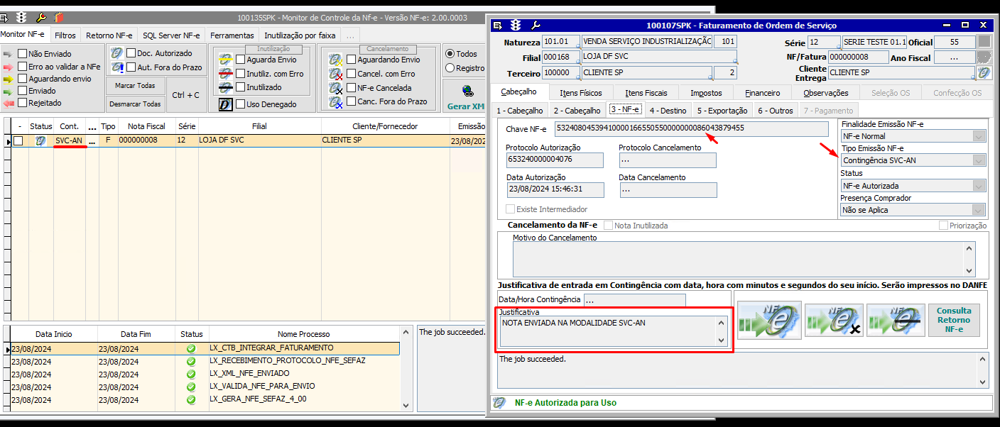 100135SPK - Monitor de Controle da Nf-e - Versão NF-e: 2.00.0003
Monitor NF-e Filtros Retorno NF-e SQL Server NF-e Ferramentas Inutilização por faixa ...
Não Enviado
Erro ao validar a NFe
Aguardando envio
Enviado
Rejeitado
Doc. Autorizado
Aut. Fora do Prazo
Marcar Todas
Desmarcar Todas
Ctrl + C
Inutilização
Aguarda Envio
Inutiliz. com Erro
Inutilizado
Uso Denegado
Cancelamento
Aguardando Envio
Cancel. com Erro
NF-e Cancelada
Canc. Fora do Prazo
Todos
Registro
Gerar XM
- Status Cont. ... Tipo Nota Fiscal Série Filial Cliente/Fornecedor Emissão
SVC-AN ... F 000000008 12 LOJA DF SVC CLIENTE SP 23/08/202
Data Inicio Data Fim Status Nome Processo
23/08/2024 23/08/2024 LX_CTB_INTEGRAR_FATURAMENTO
23/08/2024 23/08/2024 LX_RECEBIMENTO_PROTOCOLO_NFE_SEFAZ
23/08/2024 23/08/2024 LX_XML_NFE_ENVIADO
23/08/2024 23/08/2024 LX_VALIDA_NFE_PARA_ENVIO
23/08/2024 23/08/2024 LX_GERA_NFE_SEFAZ_4_00
The job succeeded.
100107SPK - Faturamento de Ordem de Serviço
Natureza 101.01 VENDA SERVIÇO INDUSTRIALIZAÇÃC 101 Série 12 SERIE TESTE 01.1 Oficial 55
Filial 000168 LOJA DF SVC NF/Fatura 000000008 Ano Fiscal ...
Terceiro 100000 CLIENTE SP 2 Cliente Entrega CLIENTE SP
Cabeçalho Itens Físicos Itens Fiscais Impostos Financeiro Observações Seleção OS Confecção OS
1 - Cabeçalho 2 - Cabeçalho 3 - NF-e 4 - Destino 5 - Exportação 6 - Outros 7 - Pagamento
Chave NF-e 53240804539410000166550550000000086043879455
Protocolo Autorização Protocolo Cancelamento
653240000004076 ...
Data Autorização Data Cancelamento
23/08/2024 15:46:31 ...
Existe Intermediador
Finalidade Emissão NF-e
NF-e Normal
Tipo Emissão NF-e
Contingência SVC-AN
Status
NF-e Autorizada
Presença Comprador
Não se Aplica
Cancelamento da NF-e Nota Inutilizada Priorização
Motivo do Cancelamento
Justificativa de entrada em Contingência com data, hora com minutos e segundos do seu início. Serão impressos no DANFE
Data/Hora Contingência ...
Justificativa
NOTA ENVIADA NA MODALIDADE SVC-AN
NF-e
NF-e
NF-e
Consulta
Retorno
NF-e
The job succeeded.
NF-e Autorizada para Uso